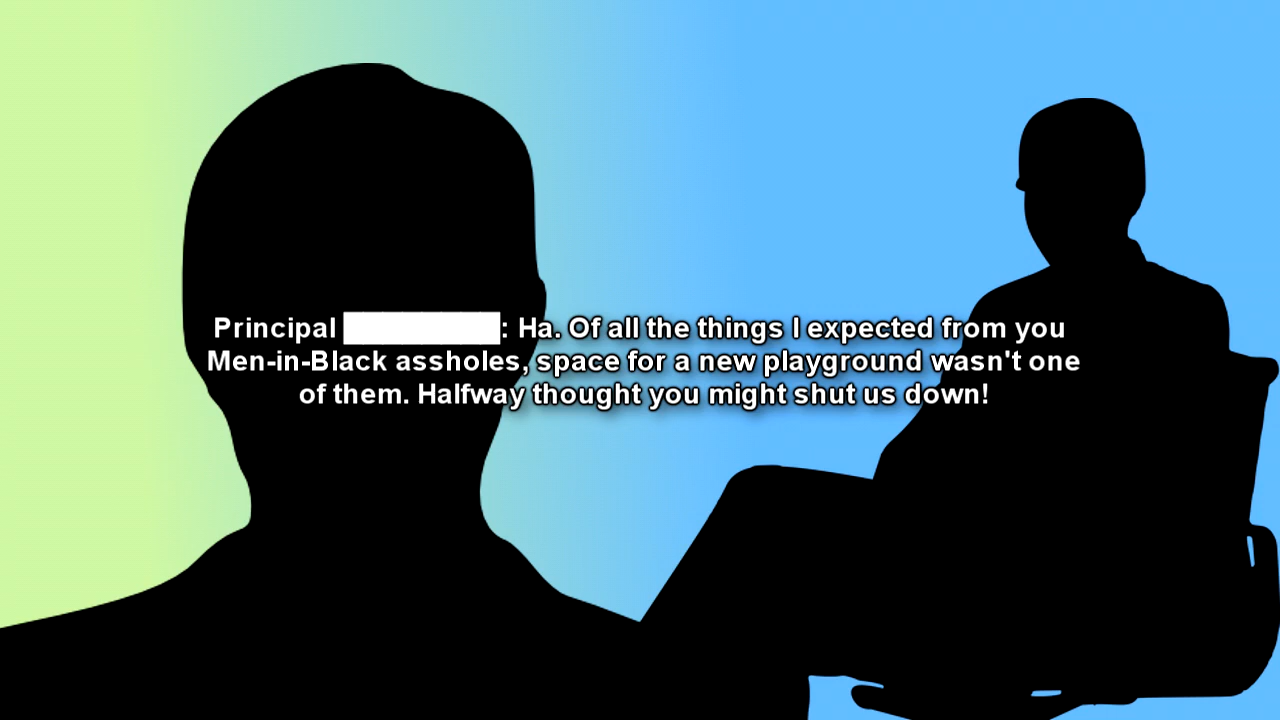 Principal : Ha. Of all the things I expected from you
Men-in-Black assholes, space for a new playground wasn't one
of them. Halfway thought you might shut us down!